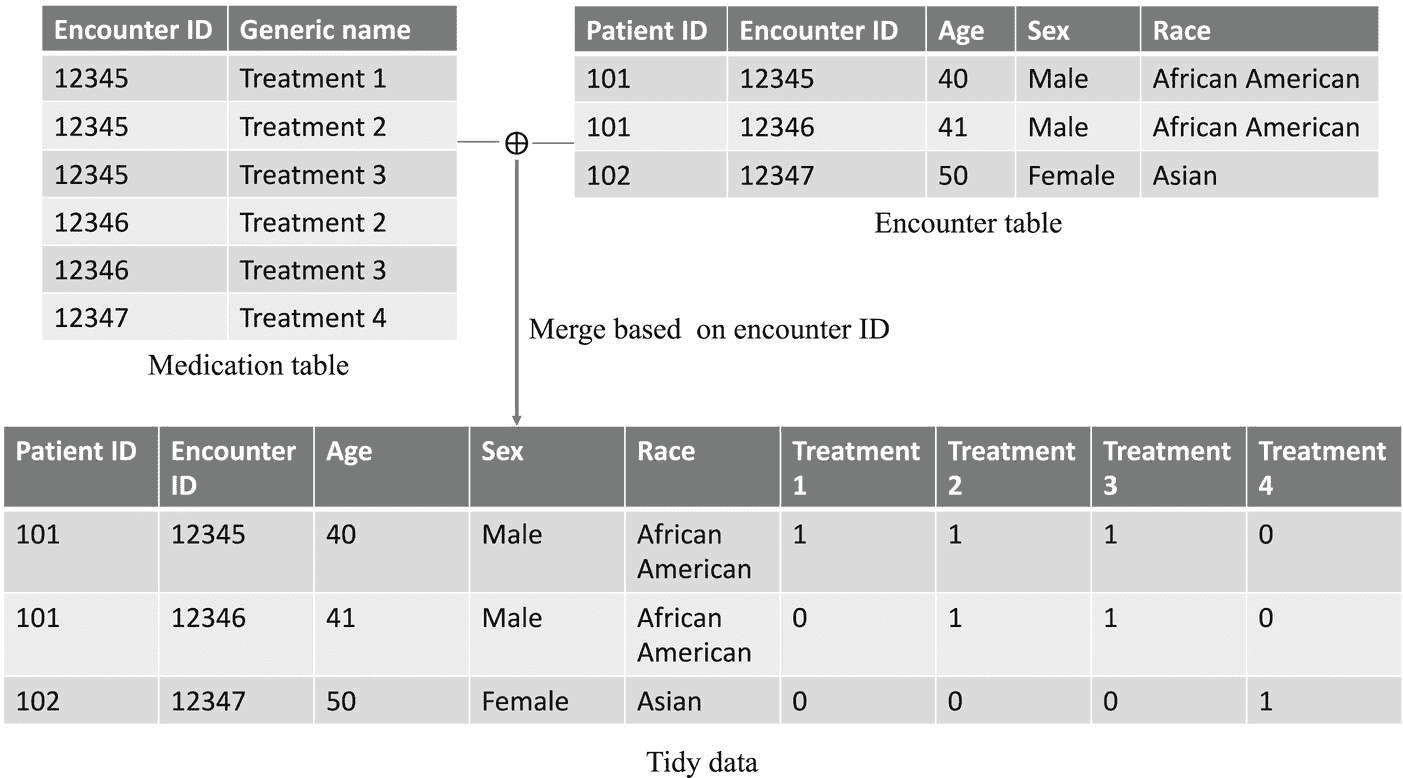 Encounter ID Generic name
12345 Treatment 1
12345 Treatment 2
12345 Treatment 3
12346 Treatment 2
12346 Treatment 3
12347 Treatment 4
Medication table
Patient ID Encounter ID Age Sex Race
101 12345 40 Male African American
101 12346 41 Male African American
102 12347 50 Female Asian
Encounter table
Merge based on encounter ID
Patient ID Encounter Age Sex Race Treatment Treatment Treatment Treatment
ID 1 2 3 4
101 12345 40 Male African 1 1 1 0
American
101 12346 41 Male African 0 1 1 0
American
102 12347 50 Female Asian 0 0 0 1
Tidy data